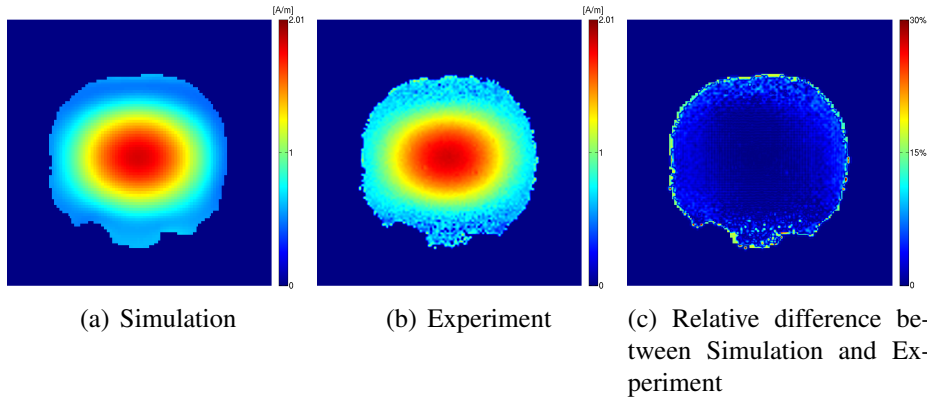 [A/m]
2.01
1
0
[A/m]
2.01
1
0
30%
15%
0
(a) Simulation
(b) Experiment
(c) Relative difference be-
tween Simulation and Ex-
periment